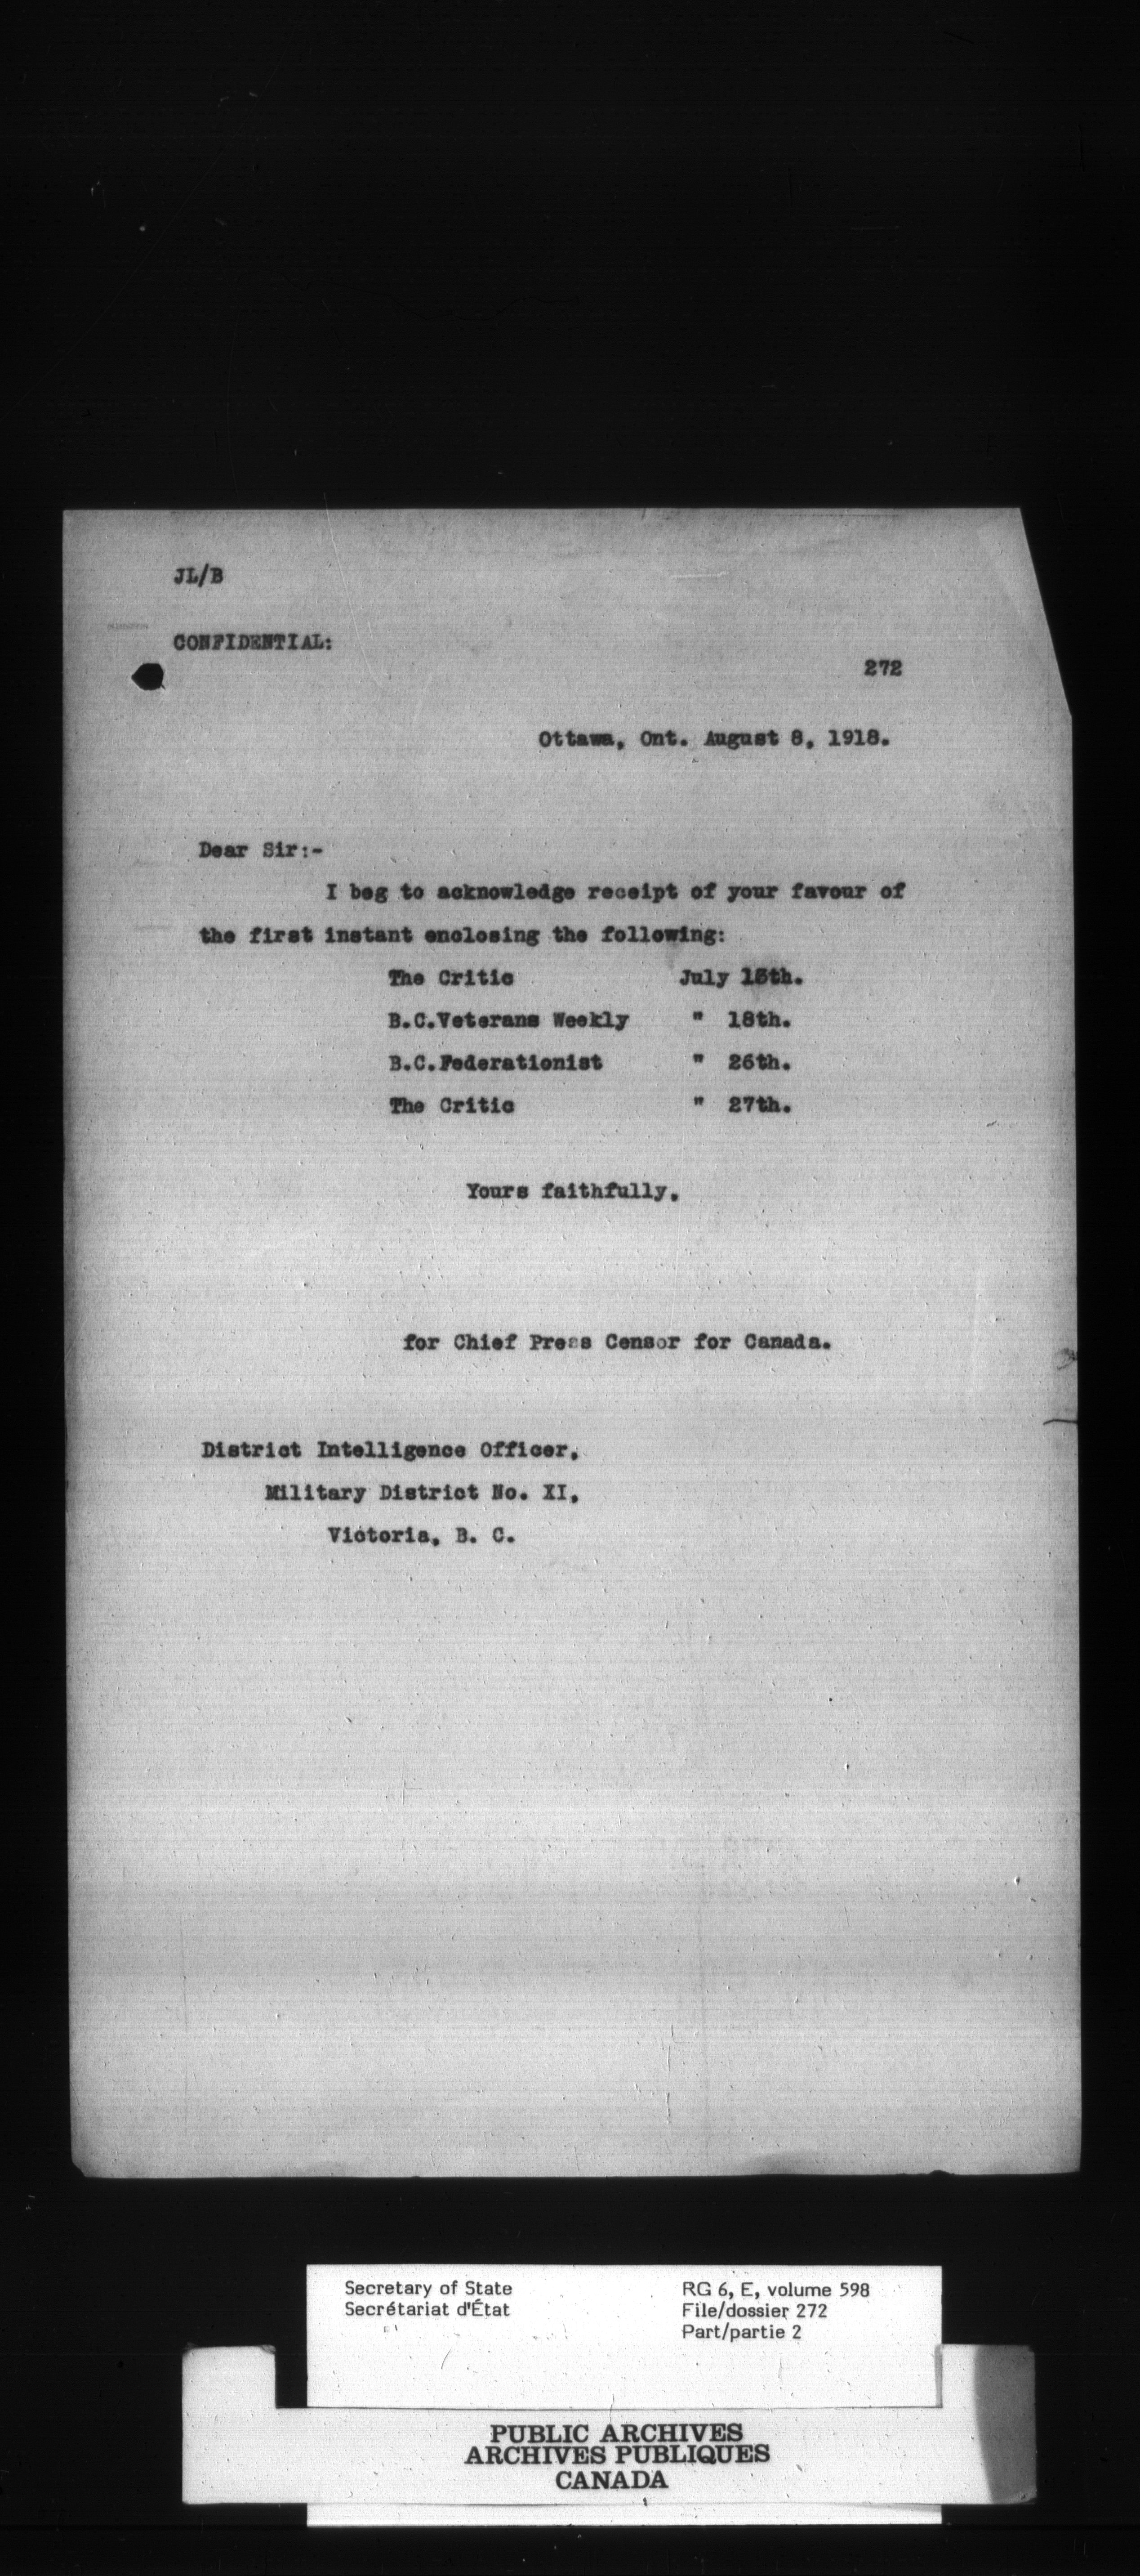 JL/B
CONFIDENTIAL:
272
Ottawa, Ont. August 8, 1918.
Dear Sir:-
I beg to acknowledge receipt of your favour of
the first instant enclosing the following:
The Critic July
B.C.Veterans Weekly " 18th.
B.C.Federationist " 26th.
The Critic " 27th.
Yours faithfully,
for Chief Press Censor for Canada.
District Intelligence Officer,
Military District No. XI,
Victoria, B. C.
Secretary of State
Secrétariat d'État
RG 6, E, volume 598
File/dossier 272
Part/partie 2
PUBLIC ARCHIVES
ARCHIVES PUBLIQUES
CANADA